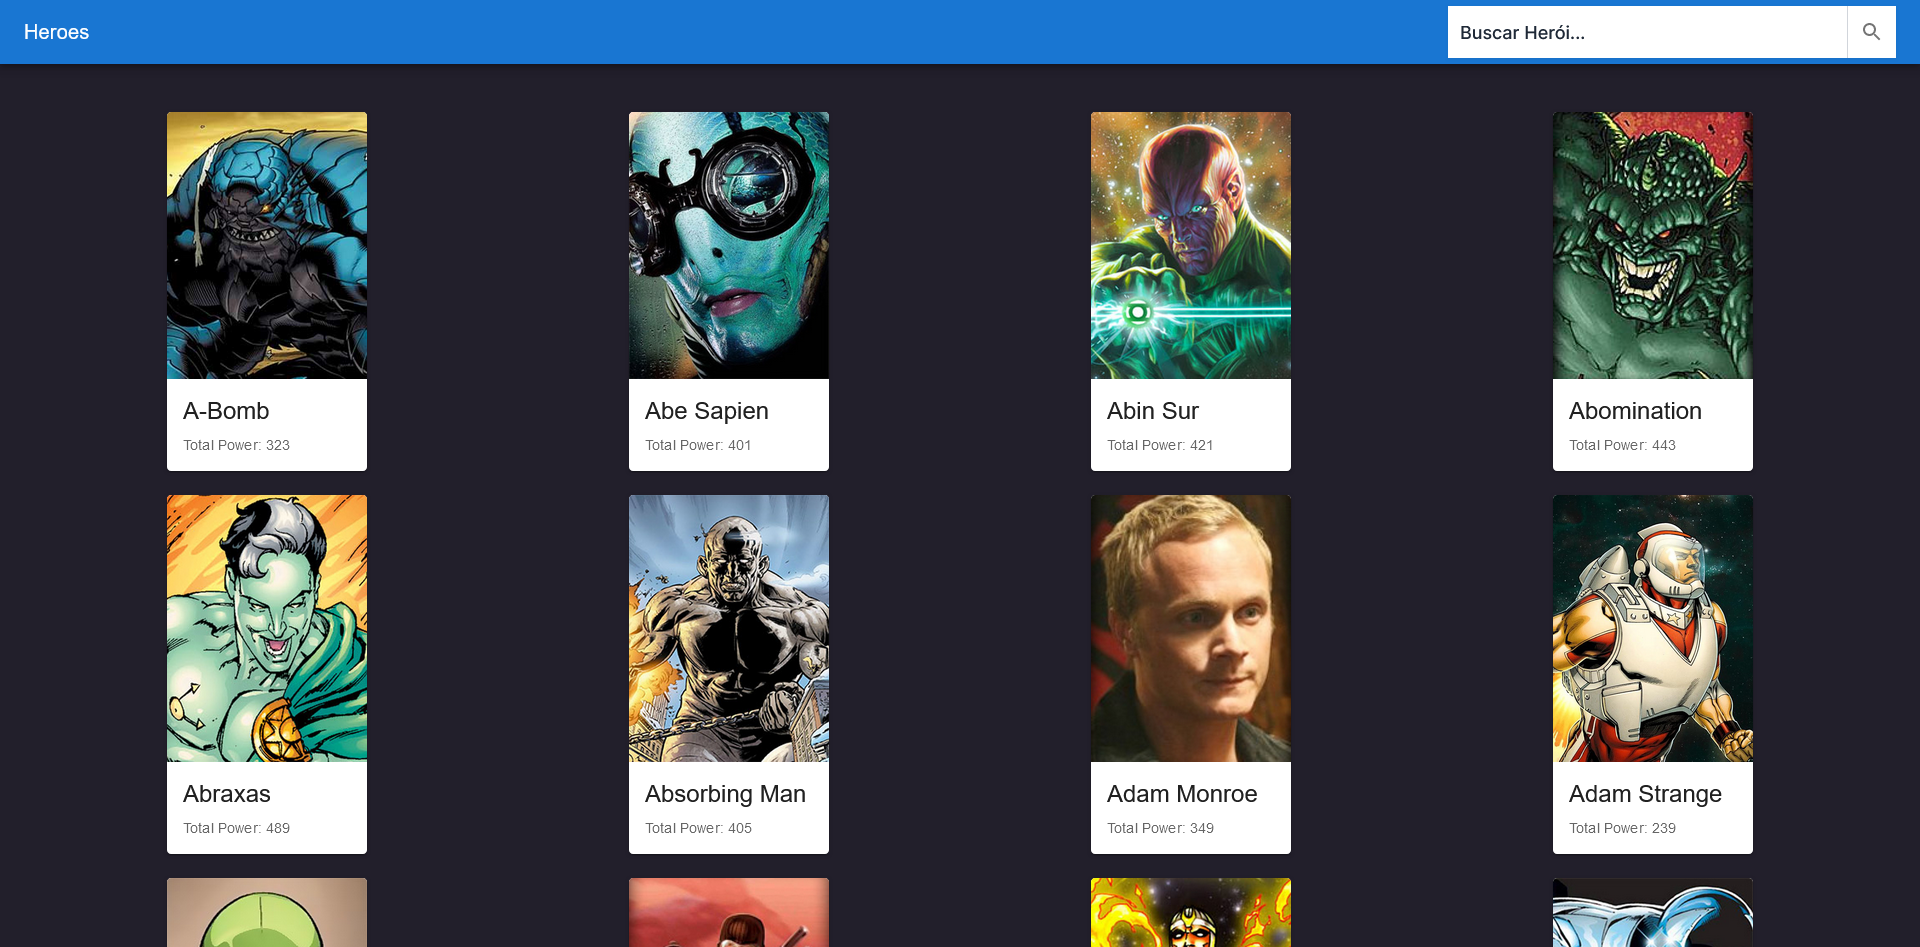 Heroes
Buscar Herói...
A-Bomb
Total Power: 323
Abe Sapien
Total Power: 401
Abin Sur
Total Power: 421
Abomination
Total Power: 443
Abraxas
Total Power: 489
Absorbing Man
Total Power: 405
Adam Monroe
Total Power: 349
Adam Strange
Total Power: 239